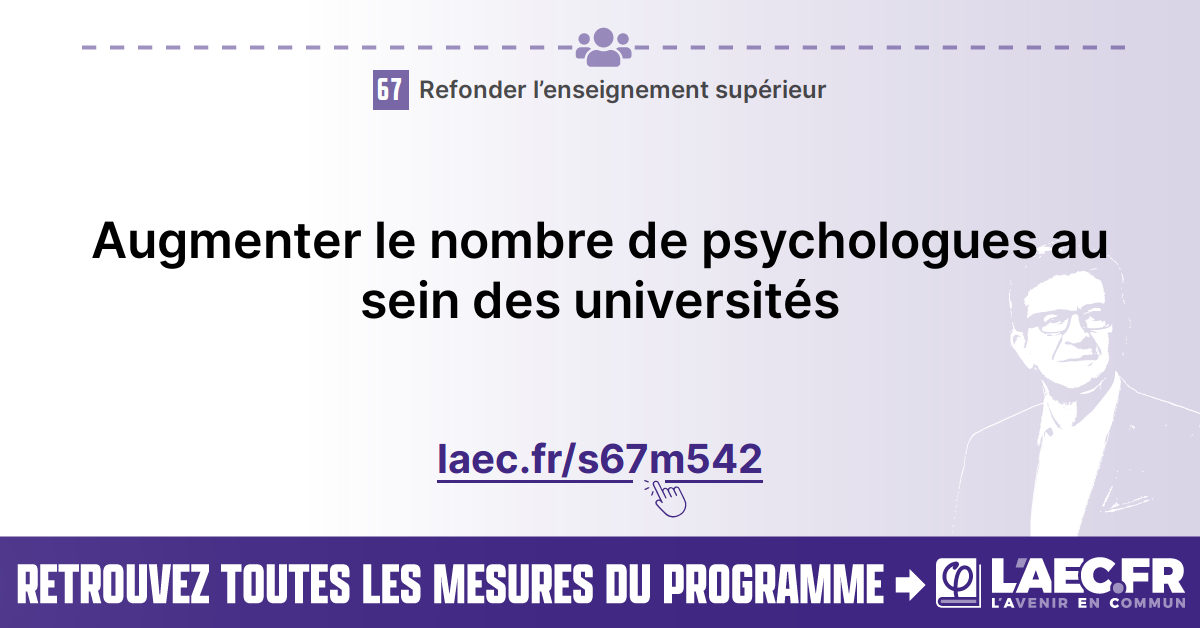 67 Refonder l’enseignement supérieur
Augmenter le nombre de psychologues au
sein des universités
laec.fr/s67m542
RETROUVEZ TOUTES LES MESURES DU PROGRAMME
φ L'AEC.FR
L'AVENIR EN COMMUN